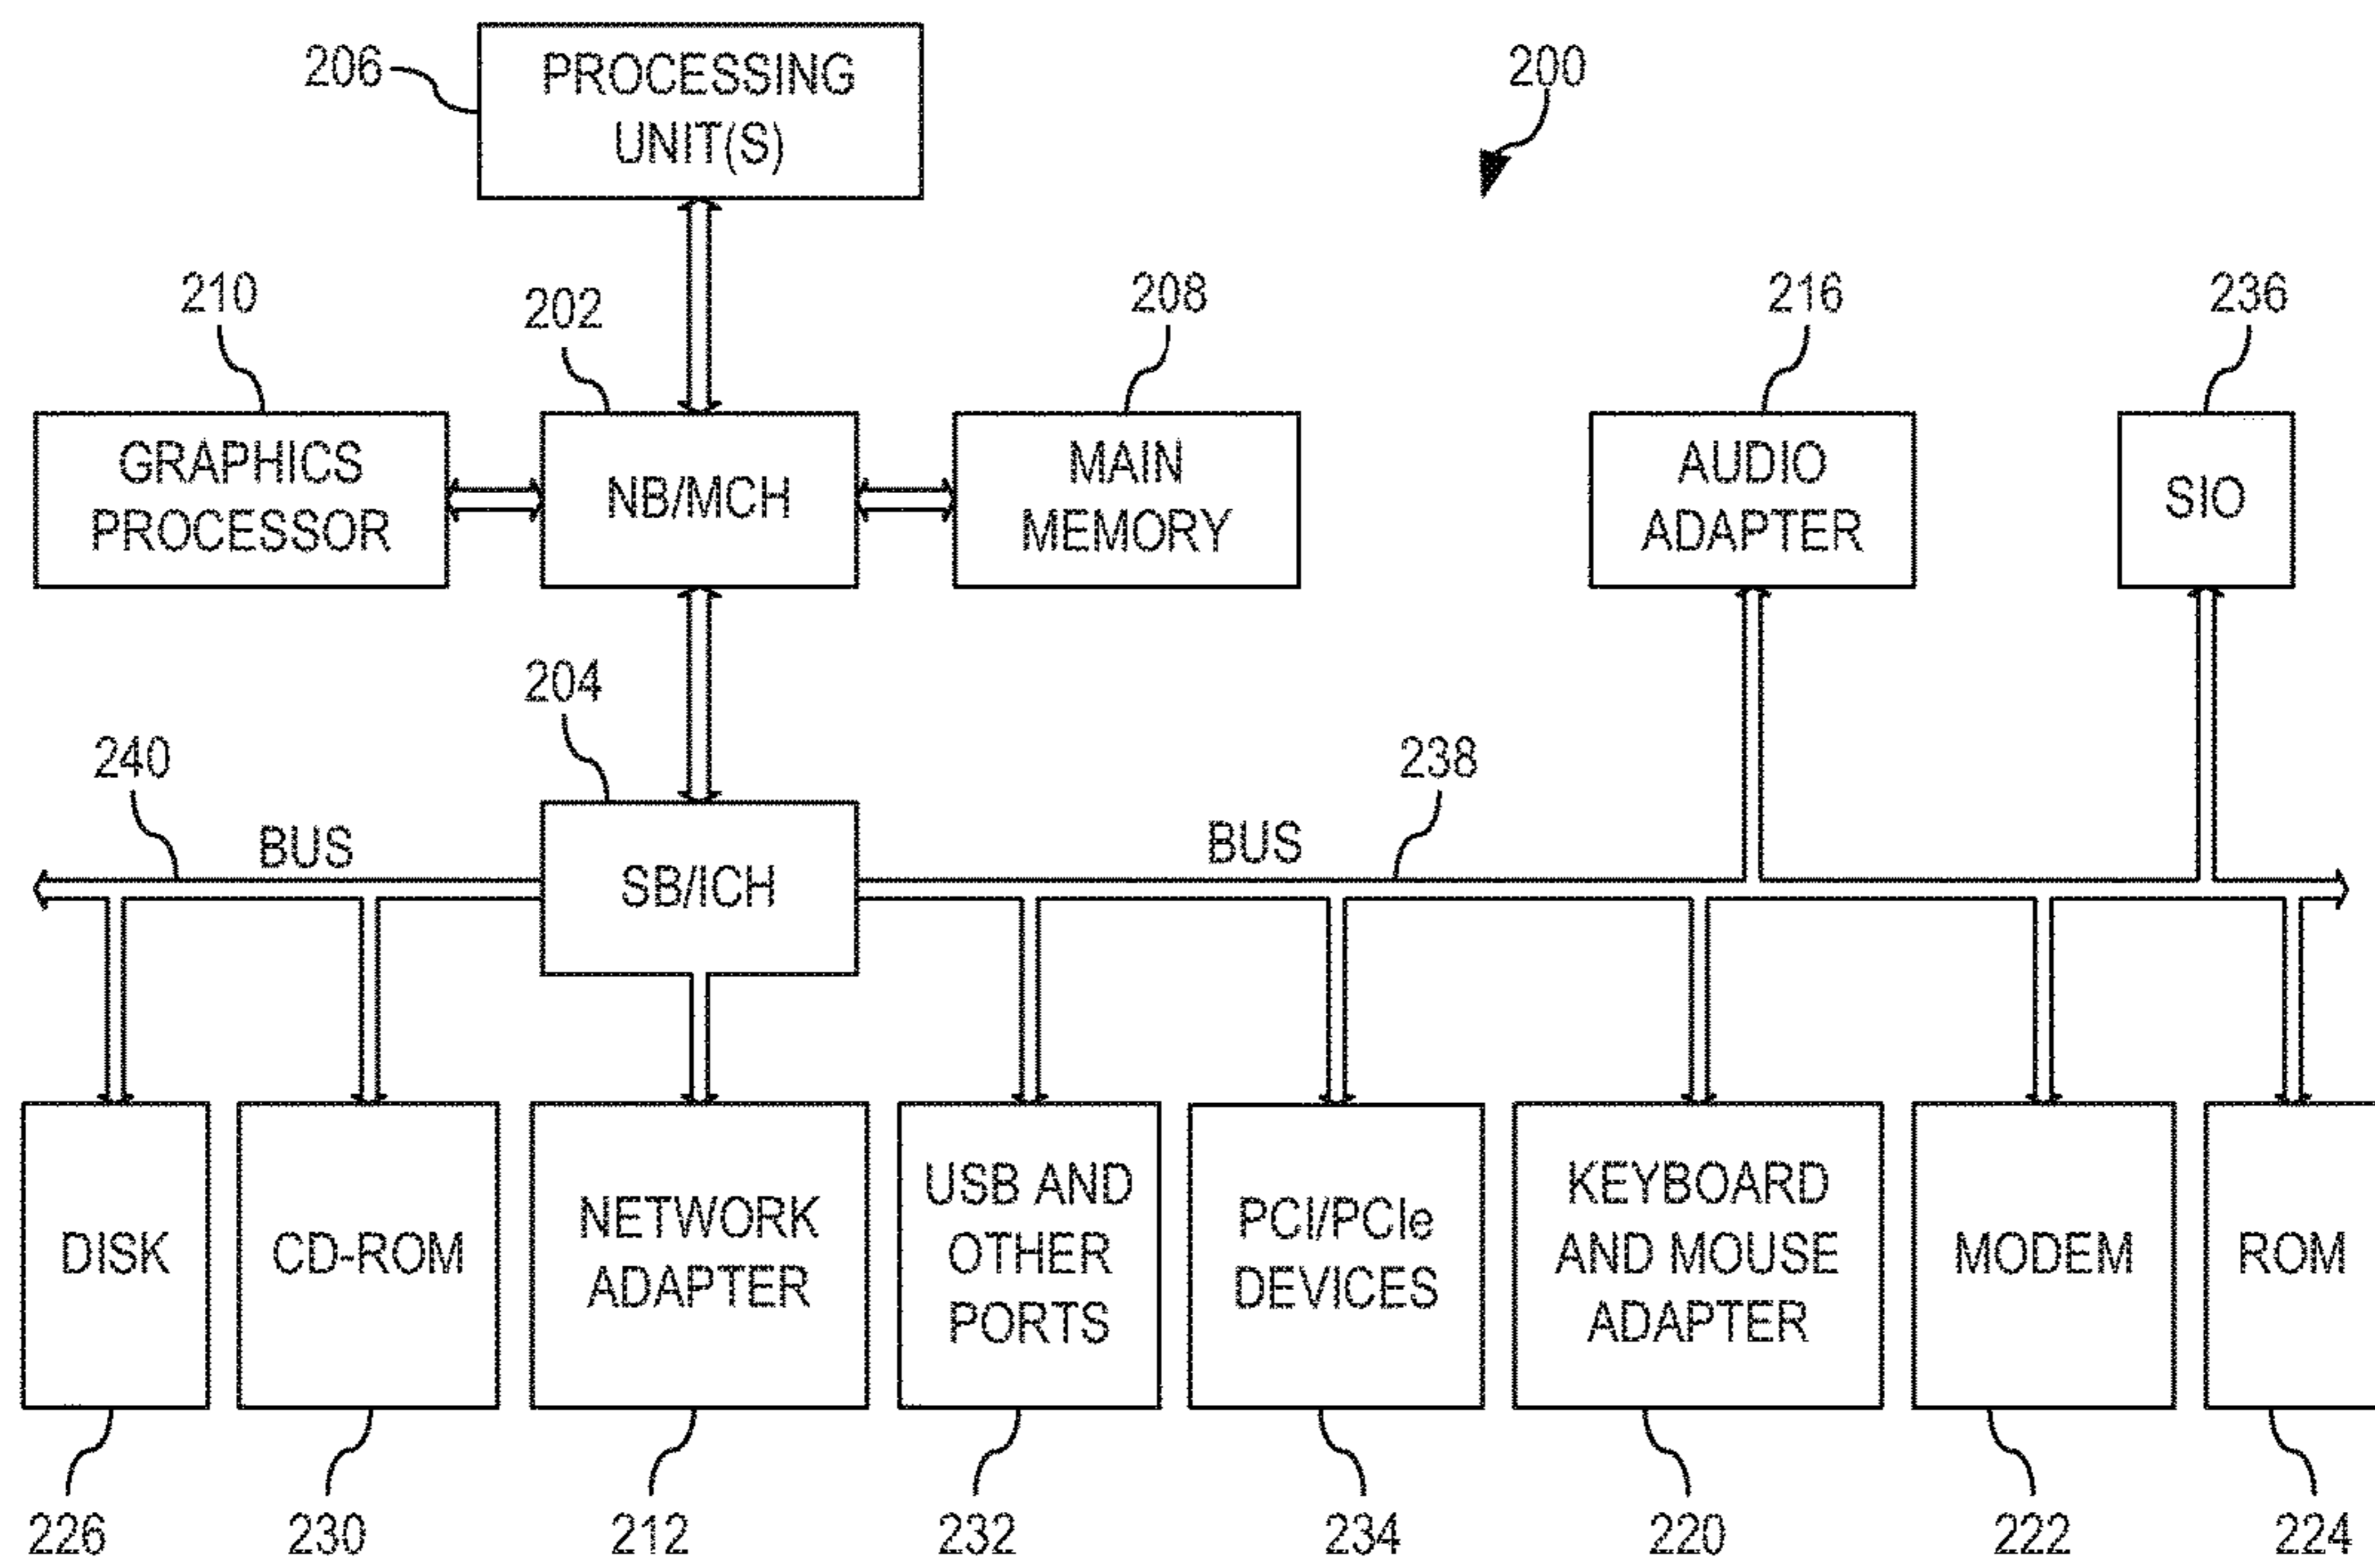 206
PROCESSING
UNIT(S)
200
210
202
208
216
236
GRAPHICS
PROCESSOR
NB/MCH
MAIN
MEMORY
AUDIO
ADAPTER
SIO
204
240
BUS
SB/ICH
BUS
238
DISK
CD-ROM
NETWORK
ADAPTER
USB AND
OTHER
PORTS
PCI/PCIe
DEVICES
KEYBOARD
AND MOUSE
ADAPTER
MODEM
ROM
226
230
212
232
234
220
222
224